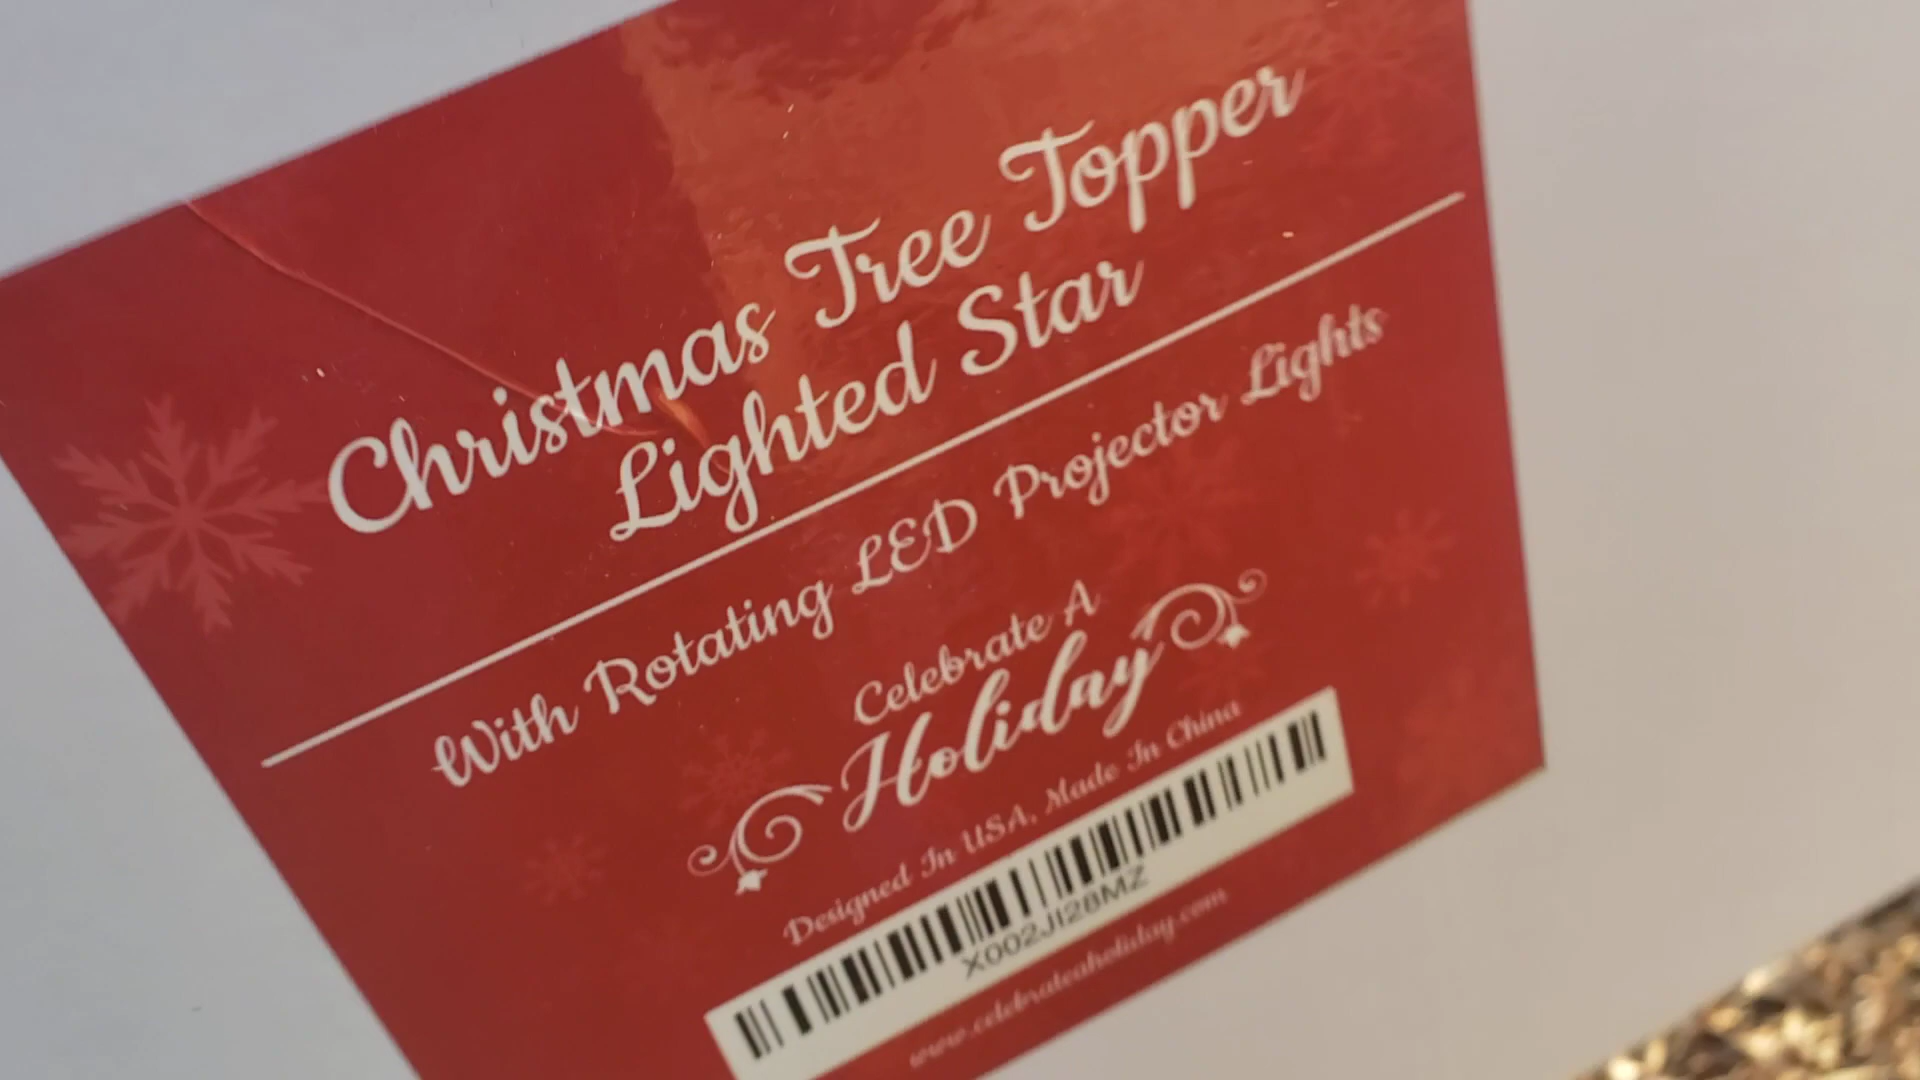 Christmas Tree Topper
Lighted Star
With Rotating LED Projector Lights
Celebrate A
Holiday
Designed In USA, Made In China
X002JI28MZ
www.celebrateaholiday.com